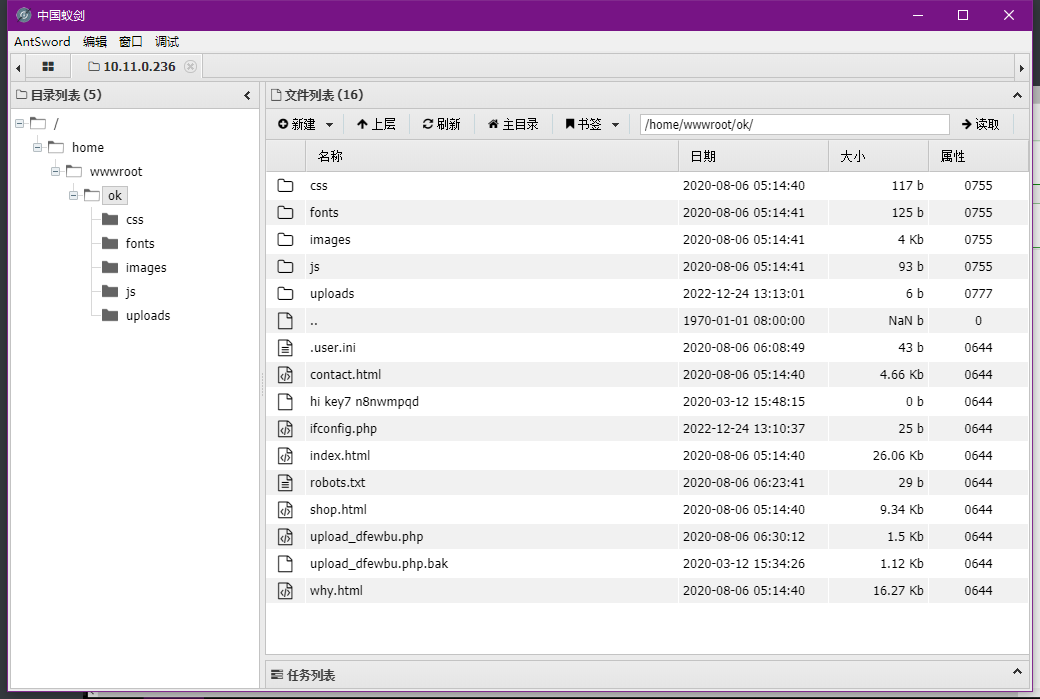 中国蚁剑
AntSword 编辑 窗口 调试
10.11.0.236
目录列表 (5)
/
home
wwwroot
ok
css
fonts
images
js
uploads
文件列表 (16)
新建 上层 刷新 主目录 书签 /home/wwwroot/ok/ 读取
名称 日期 大小 属性
css 2020-08-06 05:14:40 117 b 0755
fonts 2020-08-06 05:14:41 125 b 0755
images 2020-08-06 05:14:41 4 Kb 0755
js 2020-08-06 05:14:41 93 b 0755
uploads 2022-12-24 13:13:01 6 b 0777
.. 1970-01-01 08:00:00 NaN b 0
.user.ini 2020-08-06 06:08:49 43 b 0644
contact.html 2020-08-06 05:14:40 4.66 Kb 0644
hi key7 n8nwmpqd 2020-03-12 15:48:15 0 b 0644
ifconfig.php 2022-12-24 13:10:37 25 b 0644
index.html 2020-08-06 05:14:40 26.06 Kb 0644
robots.txt 2020-08-06 06:23:41 29 b 0644
shop.html 2020-08-06 05:14:40 9.34 Kb 0644
upload_dfewbu.php 2020-08-06 06:30:12 1.5 Kb 0644
upload_dfewbu.php.bak 2020-03-12 15:34:26 1.12 Kb 0644
why.html 2020-08-06 05:14:40 16.27 Kb 0644
任务列表